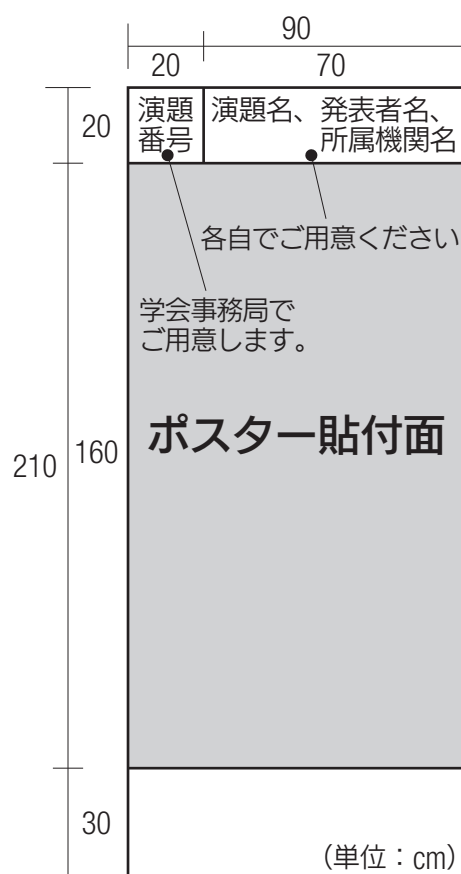 90
20
70
20
演題
番号
演題名、発表者名、
所属機関名
各自でご用意ください
学会事務局で
ご用意します。
ポスター貼付面
210
160
30
(単位：cm)